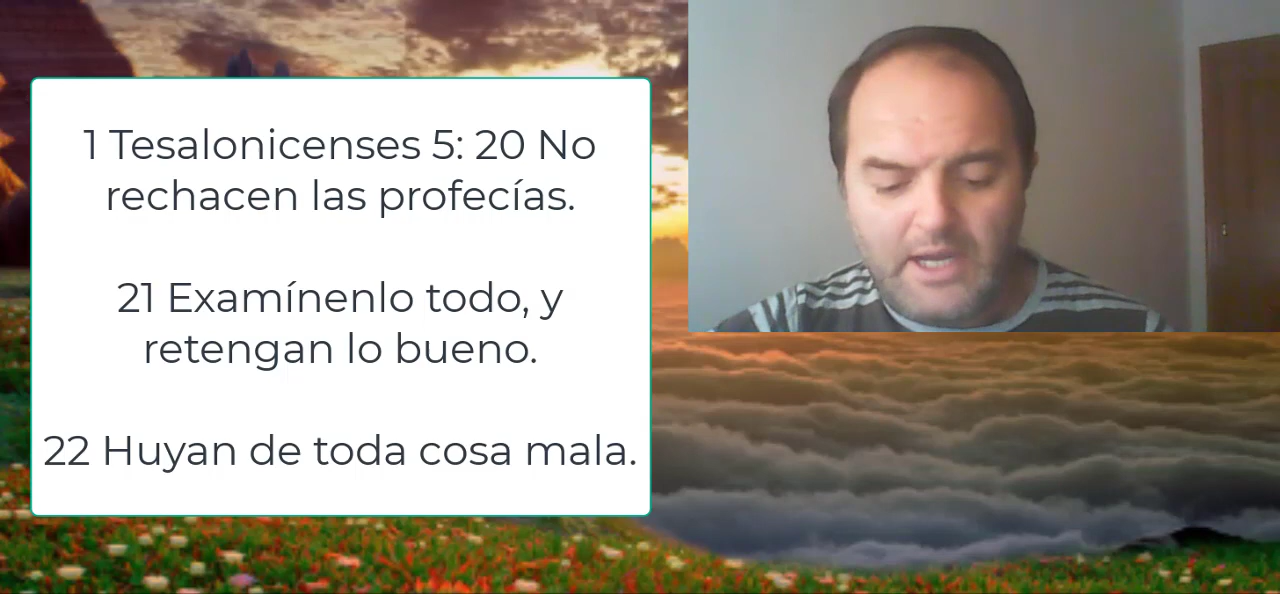 1 Tesalonicenses 5: 20 No
rechacen las profecías.
21 Examínenlo todo, y
retengan lo bueno.
22 Huyan de toda cosa mala.